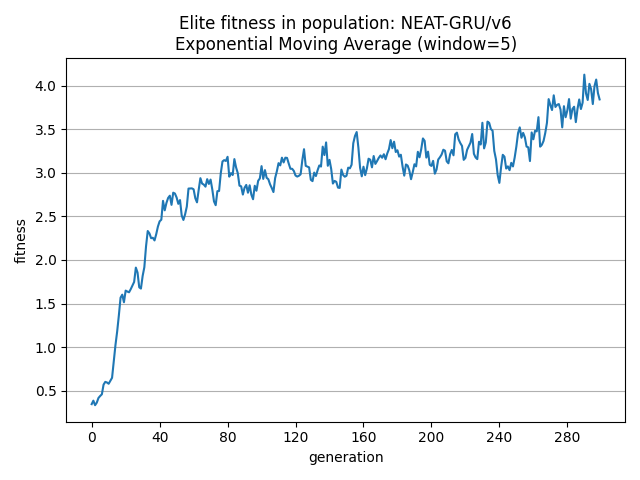 Elite fitness in population: NEAT-GRU/v6
Exponential Moving Average (window=5)
4.0
3.5
3.0
2.5
2.0
1.5
1.0
0.5
fitness
0 40 80 120 160 200 240 280
generation